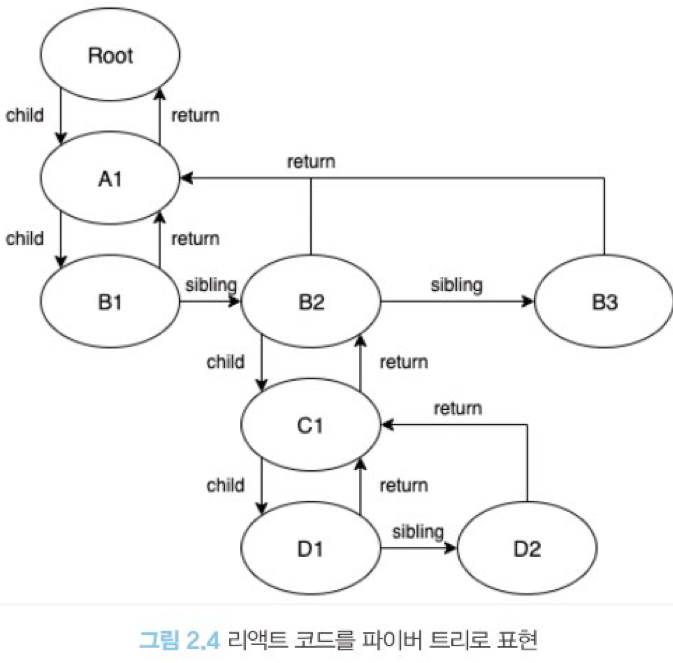 Root
child
return
A1
return
child
return
B1
sibling
B2
sibling
B3
child
return
C1
return
child
return
D1
sibling
D2
그림 2.4 리액트 코드를 파이버 트리로 표현